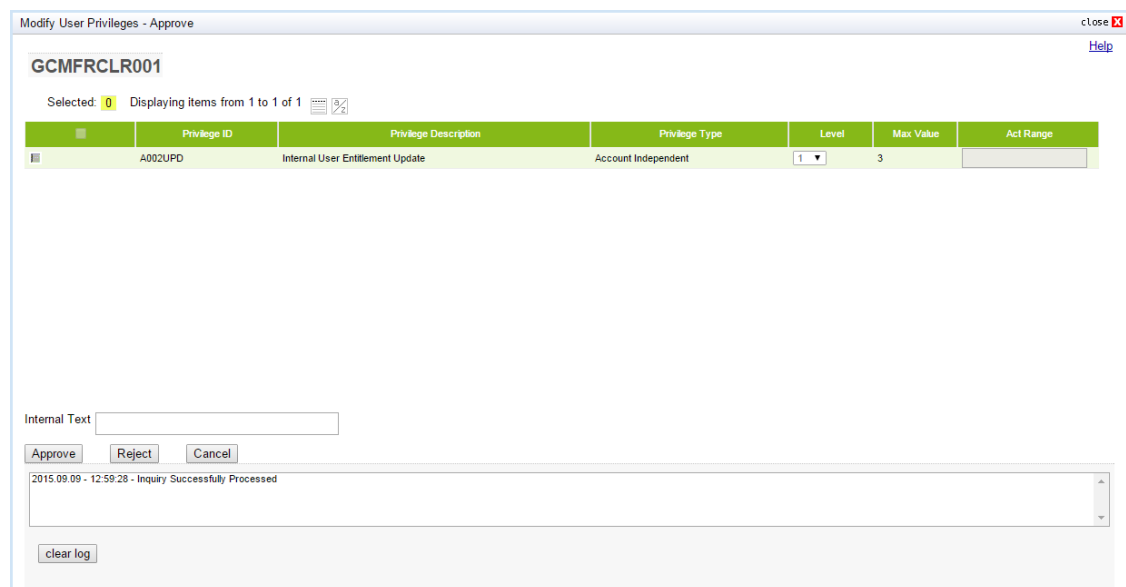 Modify User Privileges - Approve close X
Help
GCMFRCLR001
Selected: 0 Displaying items from 1 to 1 of 1 a/z
Privilege ID Privilege Description Privilege Type Level Max Value Act Range
A002UPD Internal User Entitlement Update Account Independent 1 3
Internal Text
Approve Reject Cancel
2015.09.09 - 12:59:28 - Inquiry Successfully Processed
clear log